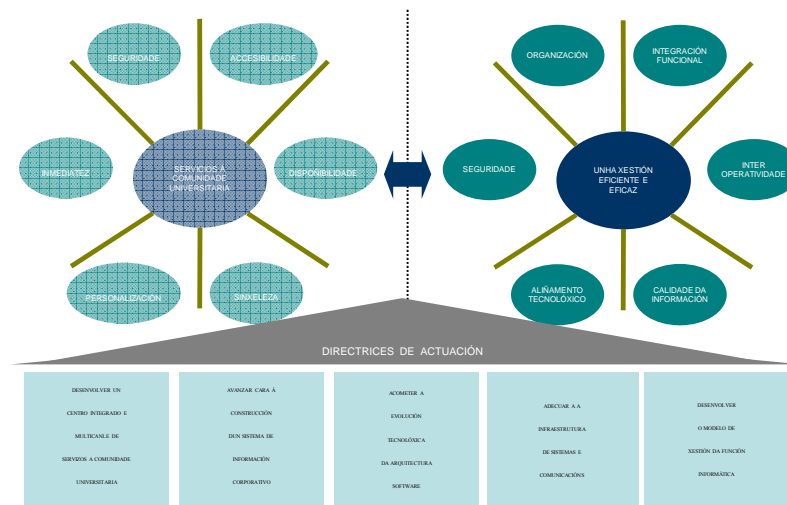 SEGURIDADE
ACCESIBILIDADE
INMEDIATEZ
SERVICIOS Á
COMUNIDADE
UNIVERSITARIA
DISPOÑIBILIDADE
PERSONALIZACIÓN
SINXELEZA
ORGANIZACIÓN
INTEGRACIÓN
FUNCIONAL
SEGURIDADE
UNHA XESTIÓN
EFICIENTE E
EFICAZ
INTER
OPERATIVIDADE
ALIÑAMENTO
TECNOLÓXICO
CALIDADE DA
INFORMACIÓN
DIRECTRICES DE ACTUACIÓN
DESENVOLVER UN
CENTRO INTEGRADO E
MULTICANLE DE
SERVIZOS A COMUNIDADE
UNIVERSITARIA
AVANZAR CARA Á
CONSTRUCCIÓN
DUN SISTEMA DE
INFORMACIÓN
CORPORATIVO
ACOMETER A
EVOLUCIÓN
TECNOLÓXICA
DA ARQUITECTURA
SOFTWARE
ADECUAR A A
INFRAESTRUTURA
DE SISTEMAS E
COMUNICACIÓNS
DESENVOLVER
O MODELO DE
XESTIÓN DA FUNCIÓN
INFORMÁTICA